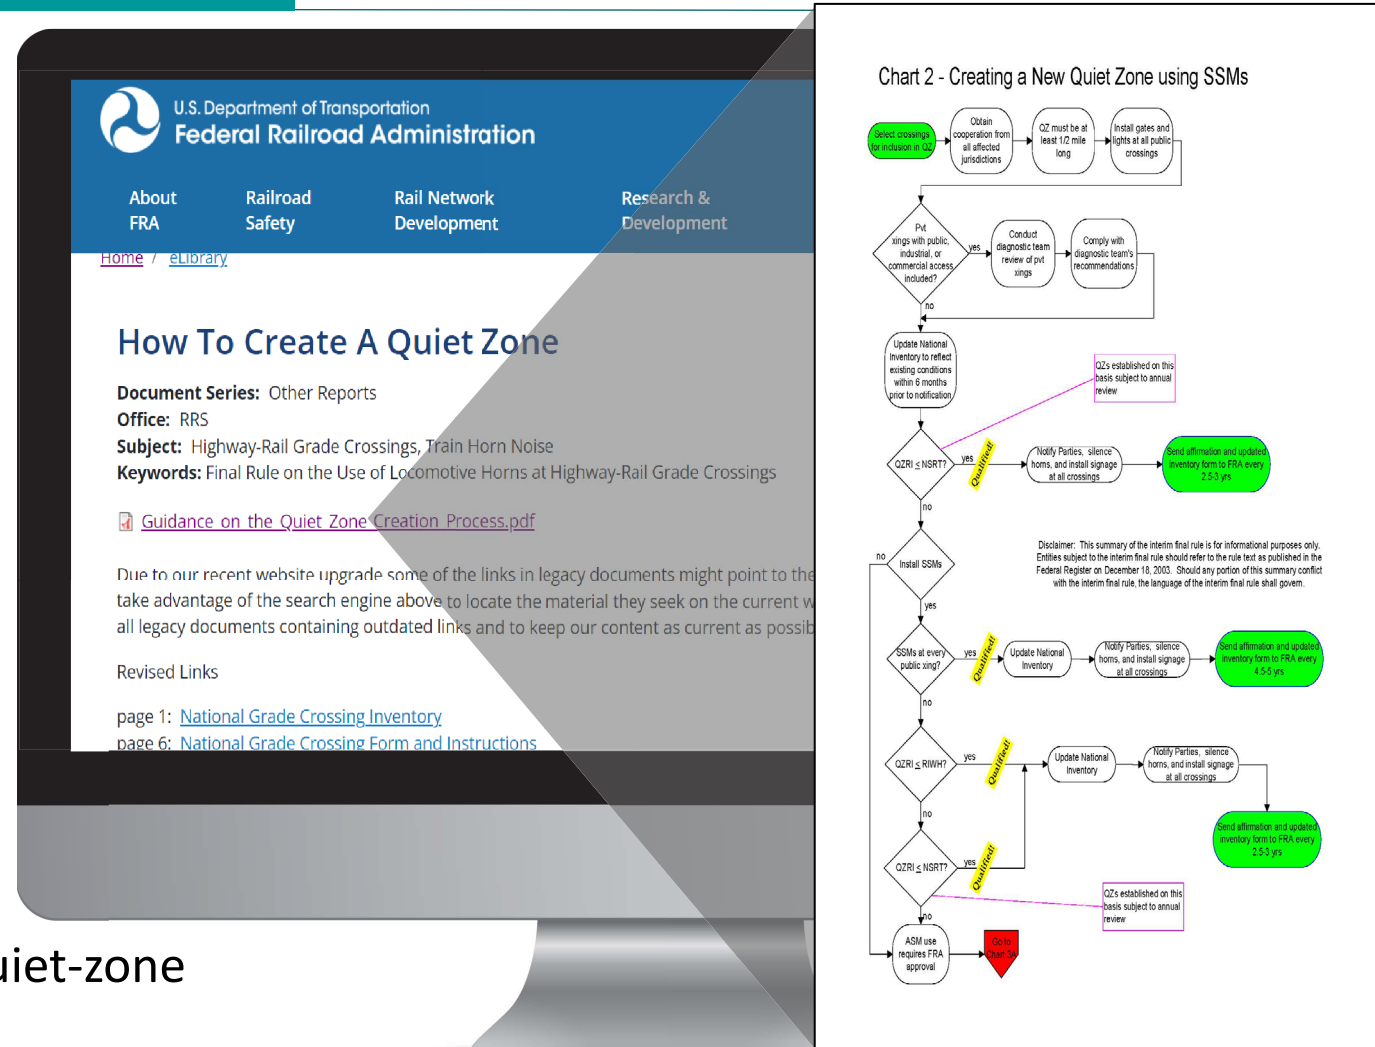 U.S. Department of Transportation
Federal Railroad Administration
About
FRA
Railroad
Safety
Rail Network
Development
Research &
Development
Home / eLibrary
How To Create A Quiet Zone
Document Series: Other Reports
Office: RRS
Subject: Highway-Rail Grade Crossings, Train Horn Noise
Keywords: Final Rule on the Use of Locomotive Horns at Highway-Rail Grade Crossings
Guidance on the Quiet Zone Creation Process.pdf
Due to our recent website upgrade some of the links in legacy documents might point to the
take advantage of the search engine above to locate the material they seek on the current w
all legacy documents containing outdated links and to keep our content as current as possib
Revised Links
page 1: National Grade Crossing Inventory
page 6: National Grade Crossing Form and Instructions
uiet-zone
Chart 2 - Creating a New Quiet Zone using SSMs
Select crossings
for inclusion in QZ
Obtain
cooperation from
all affected
jurisdictions
QZ must be at
least 1/2 mile
long
Install gates and
lights at all public
crossings
Pvt
xings with public,
industrial, or
commercial access
included?
yes
Conduct
diagnostic team
review of pvt
xings
Comply with
diagnostic team's
recommendations
no
Update National
Inventory to reflect
existing conditions
within 6 months
prior to notification
QZs established on this
basis subject to annual
review
QZRI ≤ NSRT?
yes
Qualified!
Notify Parties, silence
horns, and install signage
at all crossings
Send affirmation and updated
inventory form to FRA every
2.5-3 yrs
no
Disclaimer: This summary of the interim final rule is for informational purposes only.
Entities subject to the interim final rule should refer to the rule text as published in the
Federal Register on December 18, 2003. Should any portion of this summary conflict
with the interim final rule, the language of the interim final rule shall govern.
no
Install SSMs
yes
SSMs at every
public xing?
yes
Qualified!
Update National
Inventory
Notify Parties, silence
horns, and install signage
at all crossings
Send affirmation and updated
inventory form to FRA every
4.5-5 yrs
no
QZRI ≤ RIWH?
yes
Qualified!
Update National
Inventory
Notify Parties, silence
horns, and install signage
at all crossings
no
Send affirmation and updated
inventory form to FRA every
2.5-3 yrs
QZRI ≤ NSRT?
yes
Qualified!
QZs established on this
basis subject to annual
review
no
ASM use
requires FRA
approval
Go to
Chart 3A